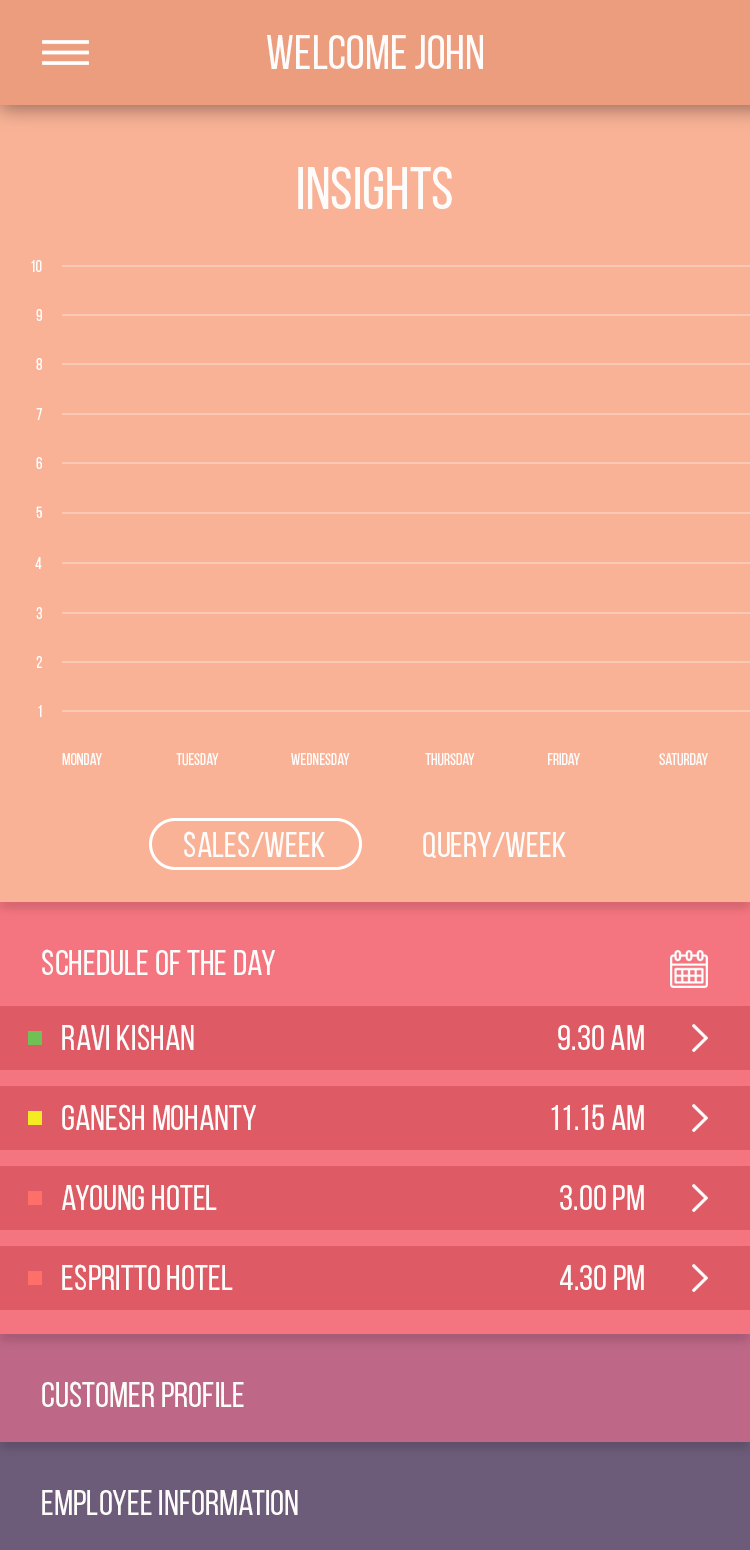 WELCOME JOHN
INSIGHTS
10
9
8
7
6
5
4
3
2
1
MONDAY TUESDAY WEDNESDAY THURSDAY FRIDAY SATURDAY
SALES/WEEK QUERY/WEEK
SCHEDULE OF THE DAY
RAVI KISHAN 9.30 AM
GANESH MOHANTY 11.15 AM
AYOUNG HOTEL 3.00 PM
ESPRITTO HOTEL 4.30 PM
CUSTOMER PROFILE
EMPLOYEE INFORMATION